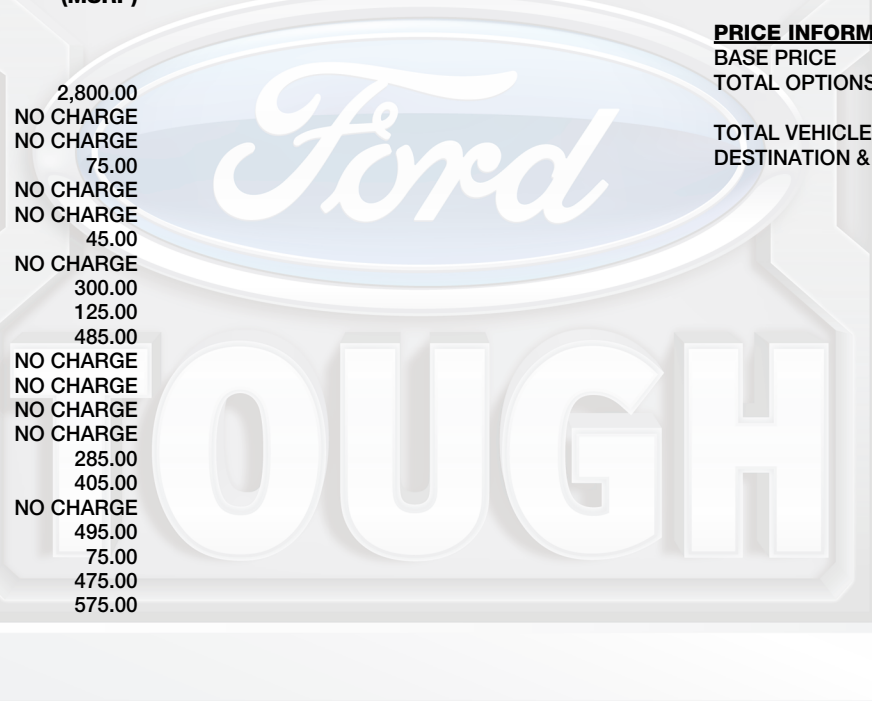 (MSRP)
2,800.00
NO CHARGE
NO CHARGE
75.00
NO CHARGE
NO CHARGE
45.00
NO CHARGE
300.00
125.00
485.00
NO CHARGE
NO CHARGE
NO CHARGE
NO CHARGE
285.00
405.00
NO CHARGE
495.00
75.00
475.00
575.00
PRICE INFORM
BASE PRICE
TOTAL OPTIONS
TOTAL VEHICLE
DESTINATION &
Ford
TOUGH